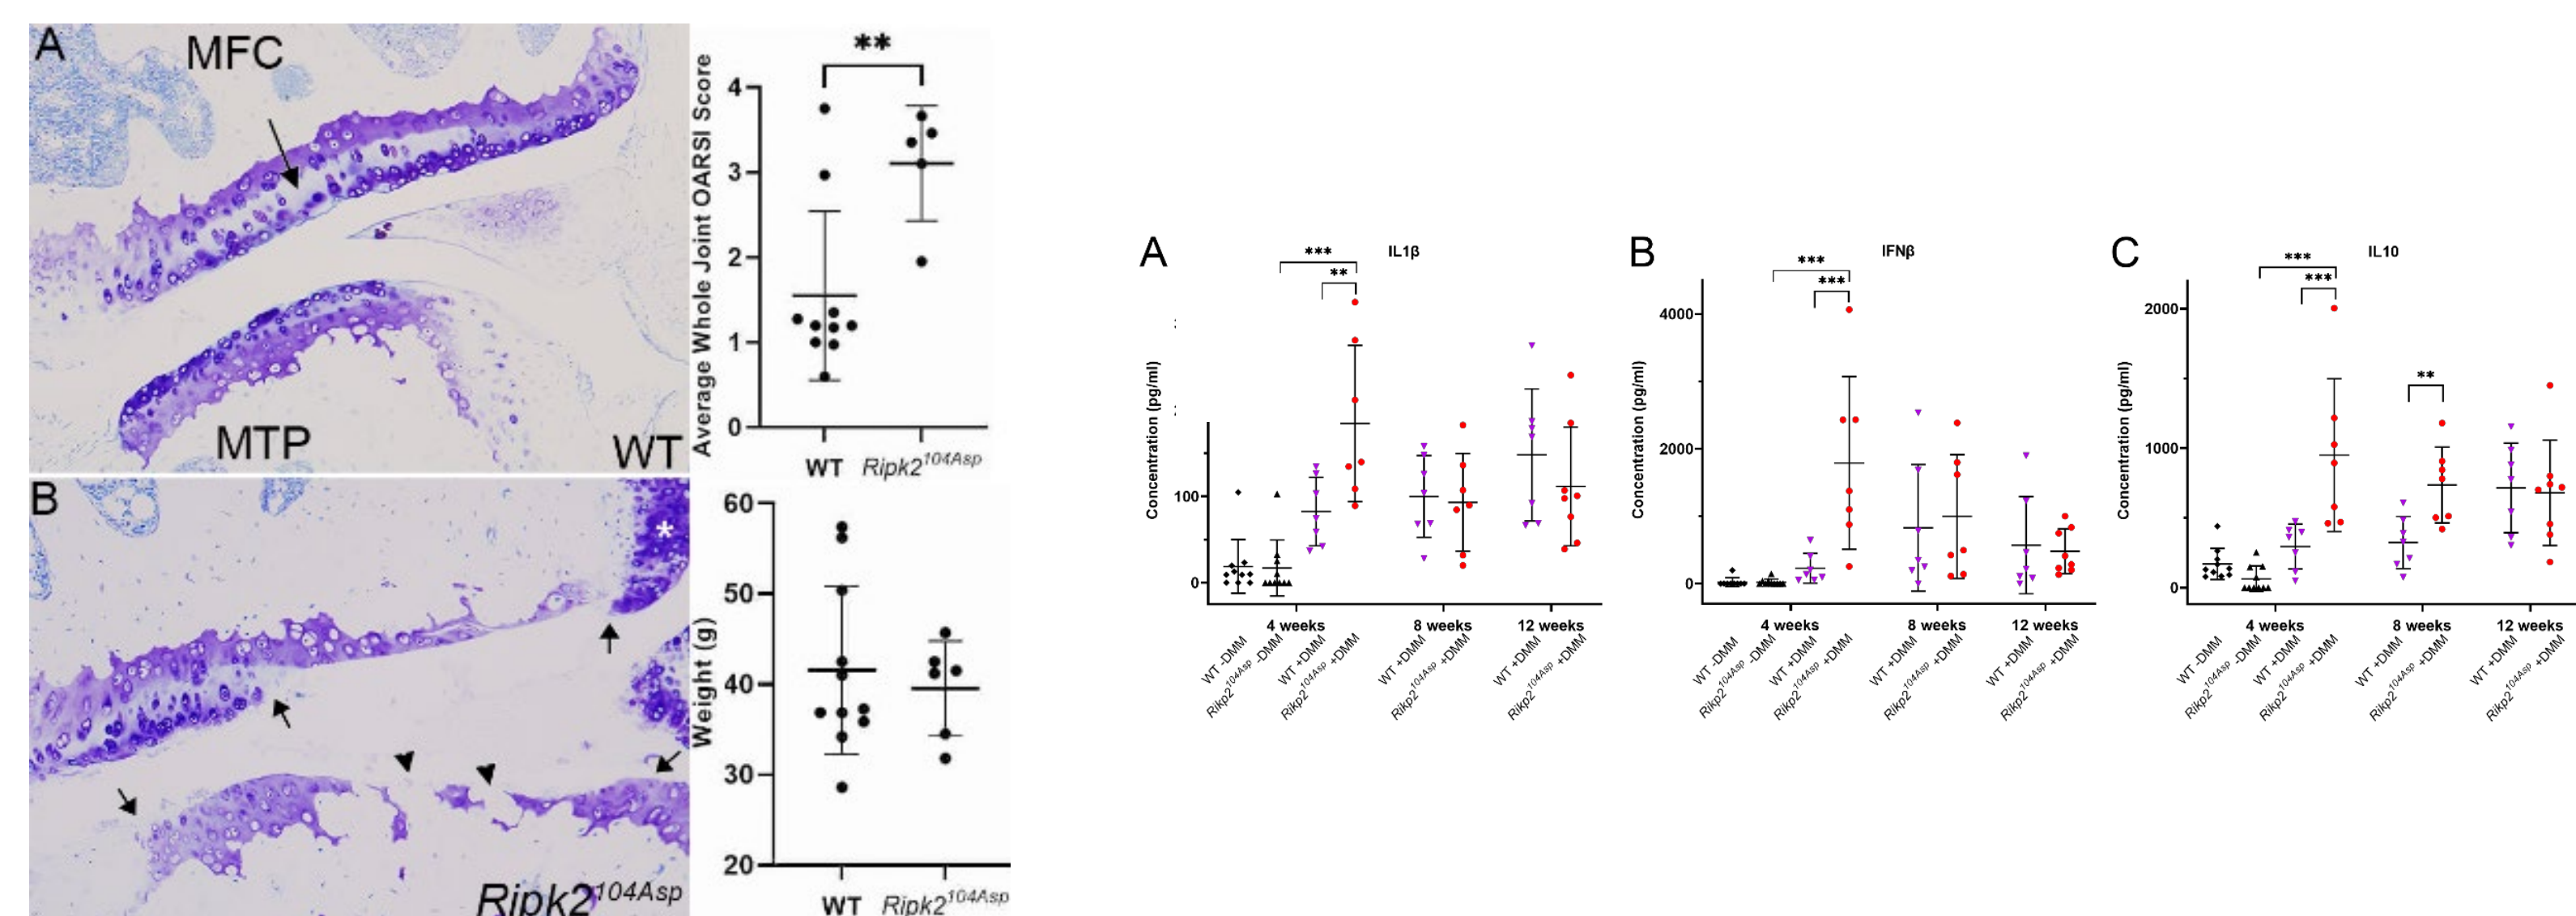 A
MFC
MTP
WT
**
Average Whole Joint OARSI Score
4
3
2
1
0
WT Ripk2104Asp
B
*
Ripk2104Asp
Weight (g)
60
50
40
30
20
WT Ripk2104Asp
A
IL1β
***
**
Concentration (pg/ml)
100
0
4 weeks 8 weeks 12 weeks
WT -DMM
Rikp2104Asp -DMM
WT +DMM
Rikp2104Asp +DMM
WT +DMM
Rikp2104Asp +DMM
WT +DMM
Rikp2104Asp +DMM
B
IFNβ
***
***
Concentration (pg/ml)
4000
2000
0
4 weeks 8 weeks 12 weeks
WT -DMM
Rikp2104Asp -DMM
WT +DMM
Rikp2104Asp +DMM
WT +DMM
Rikp2104Asp +DMM
WT +DMM
Rikp2104Asp +DMM
C
IL10
***
***
**
Concentration (pg/ml)
2000
1000
0
4 weeks 8 weeks 12 weeks
WT -DMM
Rikp2104Asp -DMM
WT +DMM
Rikp2104Asp +DMM
WT +DMM
Rikp2104Asp +DMM
WT +DMM
Rikp2104Asp +DMM